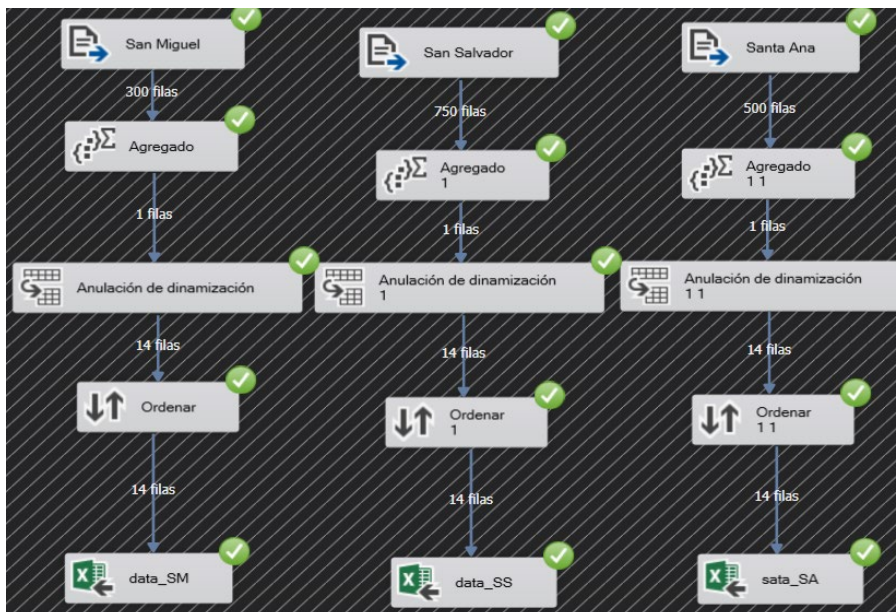 San Miguel
San Salvador
Santa Ana
300 filas
750 filas
500 filas
Agregado
Agregado
1
Agregado
1 1
1 filas
1 filas
1 filas
Anulación de dinamización
Anulación de dinamización
1
Anulación de dinamización
1 1
14 filas
14 filas
14 filas
Ordenar
Ordenar
1
Ordenar
1 1
14 filas
14 filas
14 filas
data_SM
data_SS
sata_SA